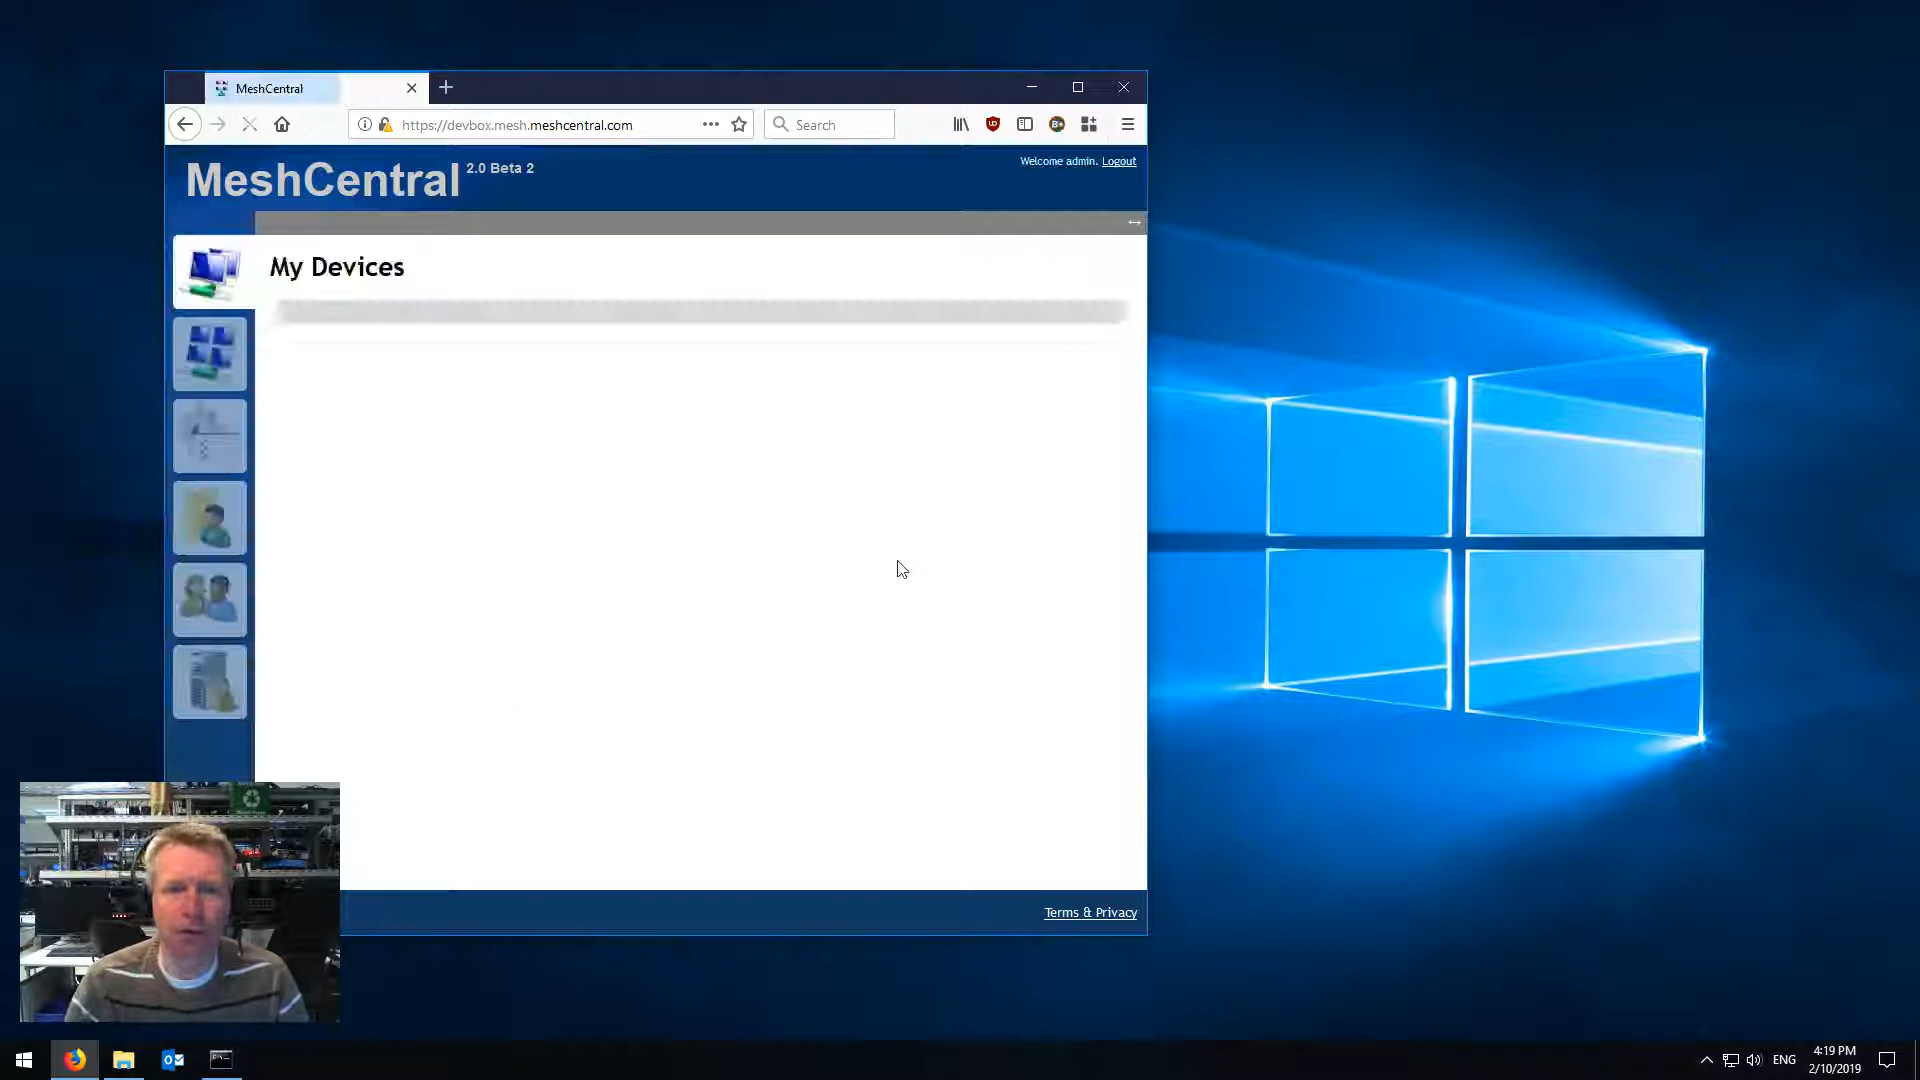 MeshCentral
https://devbox.mesh.meshcentral.com
Search
MeshCentral 2.0 Beta 2
Welcome admin. Logout
My Devices
Terms & Privacy
ENG
4:19 PM
2/10/2019